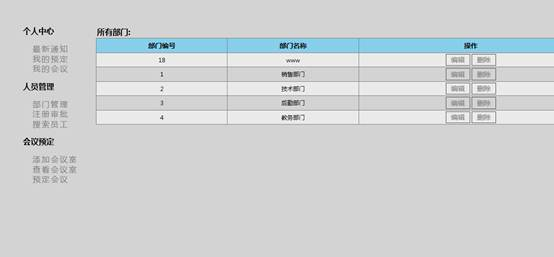 个人中心
最新通知
我的预定
我的会议
人员管理
部门管理
注册审批
搜索员工
会议预定
添加会议室
查看会议室
预定会议
所有部门:
部门编号 部门名称 操作
18 www 编辑 删除
1 销售部门 编辑 删除
2 技术部门 编辑 删除
3 后勤部门 编辑 删除
4 教务部门 编辑 删除